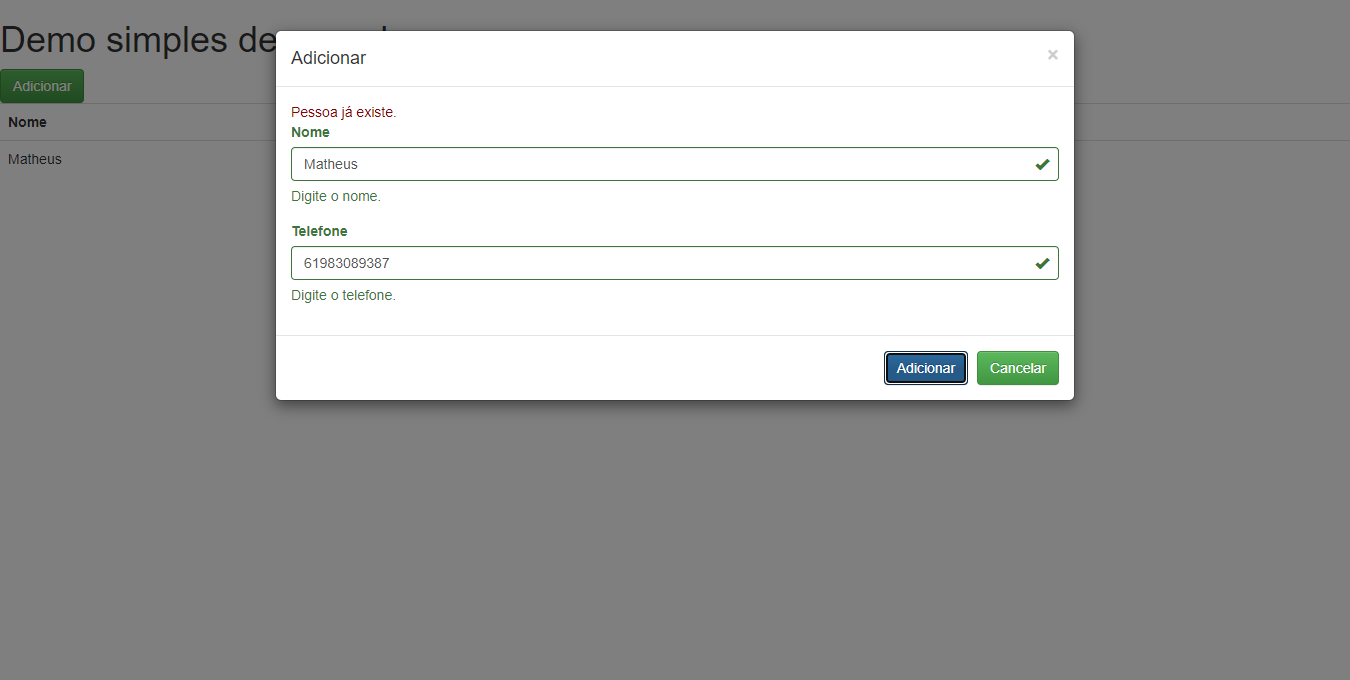 Demo simples de
Adicionar
Nome
Matheus
Adicionar
×
Pessoa já existe.
Nome
Matheus
Digite o nome.
Telefone
61983089387
Digite o telefone.
Adicionar
Cancelar